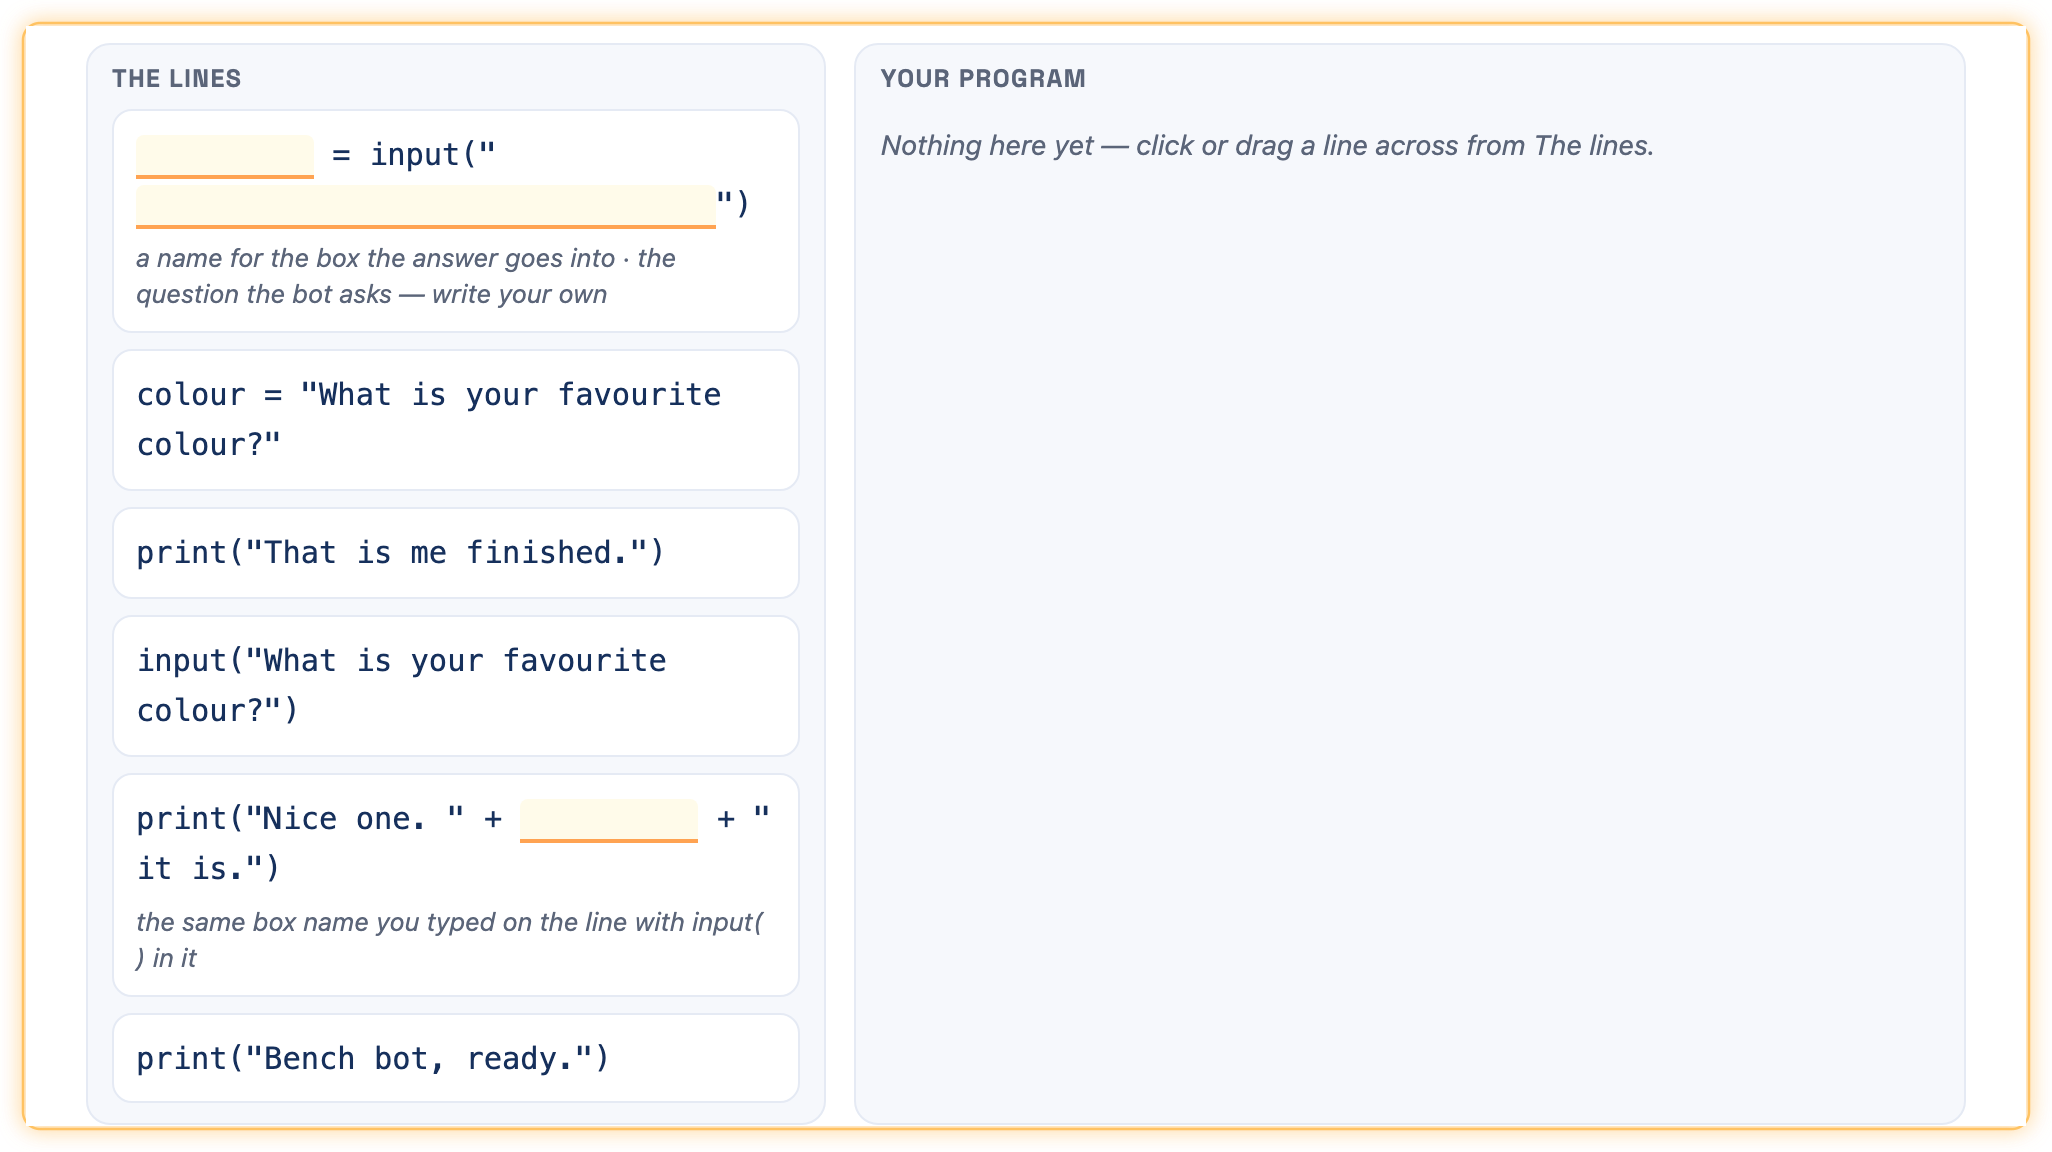 THE LINES
= input("
")
a name for the box the answer goes into · the
question the bot asks — write your own
colour = "What is your favourite
colour?"
print("That is me finished.")
input("What is your favourite
colour?")
print("Nice one. " + + "
it is.")
the same box name you typed on the line with input(
) in it
print("Bench bot, ready.")
YOUR PROGRAM
Nothing here yet — click or drag a line across from The lines.